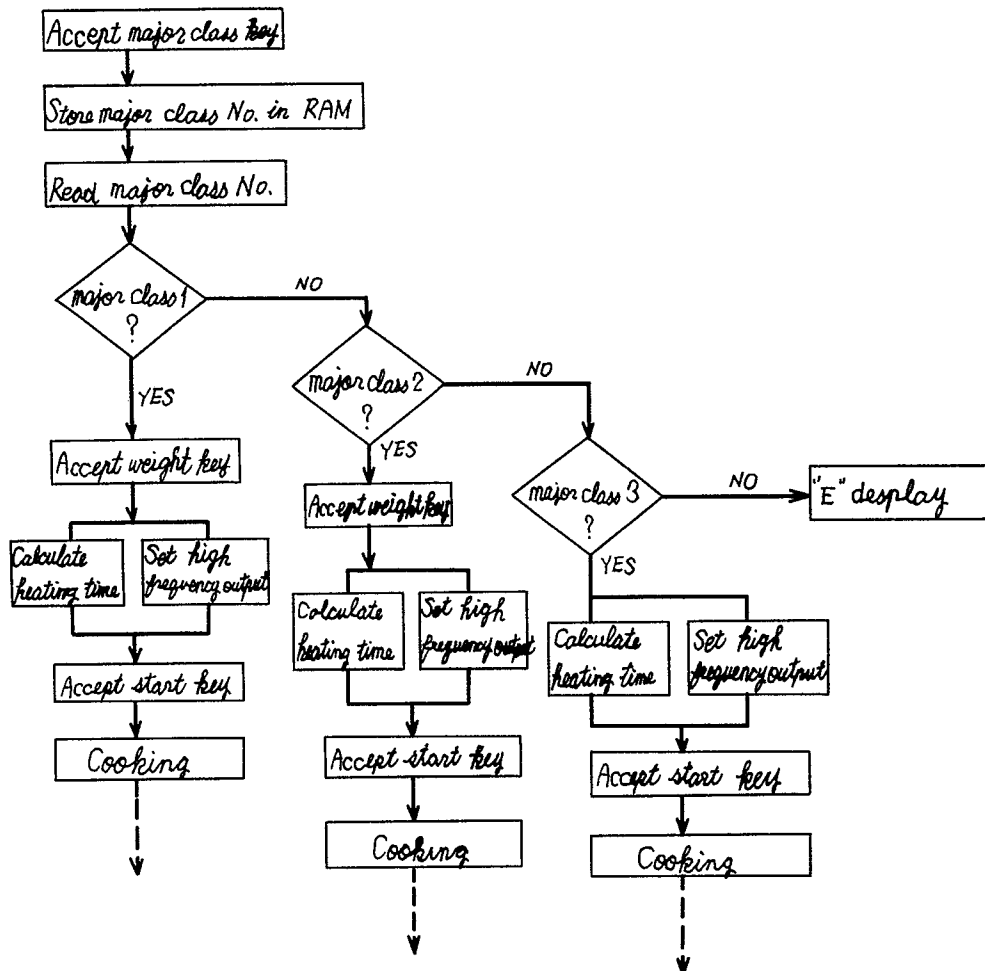 Accept major class key
Store major class No. in RAM
Read major class No.
major class 1
?
NO
YES
Accept weight key
Calculate
heating time
Set high
frequency output
Accept start key
Cooking
major class 2
?
NO
YES
Accept weight key
Calculate
heating time
Set high
frequency output
Accept start key
Cooking
major class 3
?
NO
YES
"E" desplay
Calculate
heating time
Set high
frequency output
Accept start key
Cooking